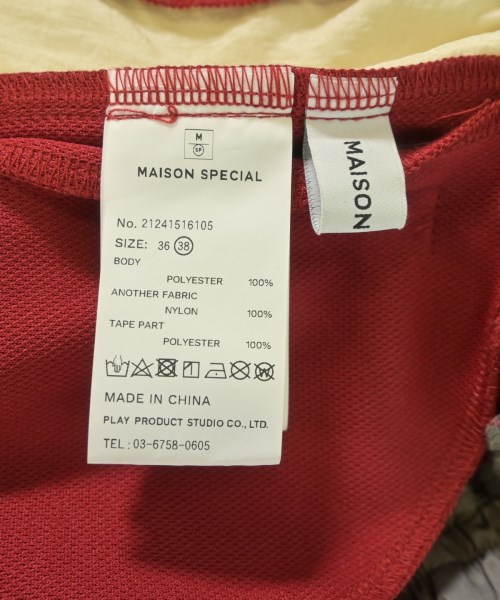 M
SP
MAISON SPECIAL
No. 21241516105
SIZE: 36 38
BODY
POLYESTER 100%
ANOTHER FABRIC
NYLON 100%
TAPE PART
POLYESTER 100%
MADE IN CHINA
PLAY PRODUCT STUDIO CO., LTD.
TEL: 03-6758-0605
MAISON